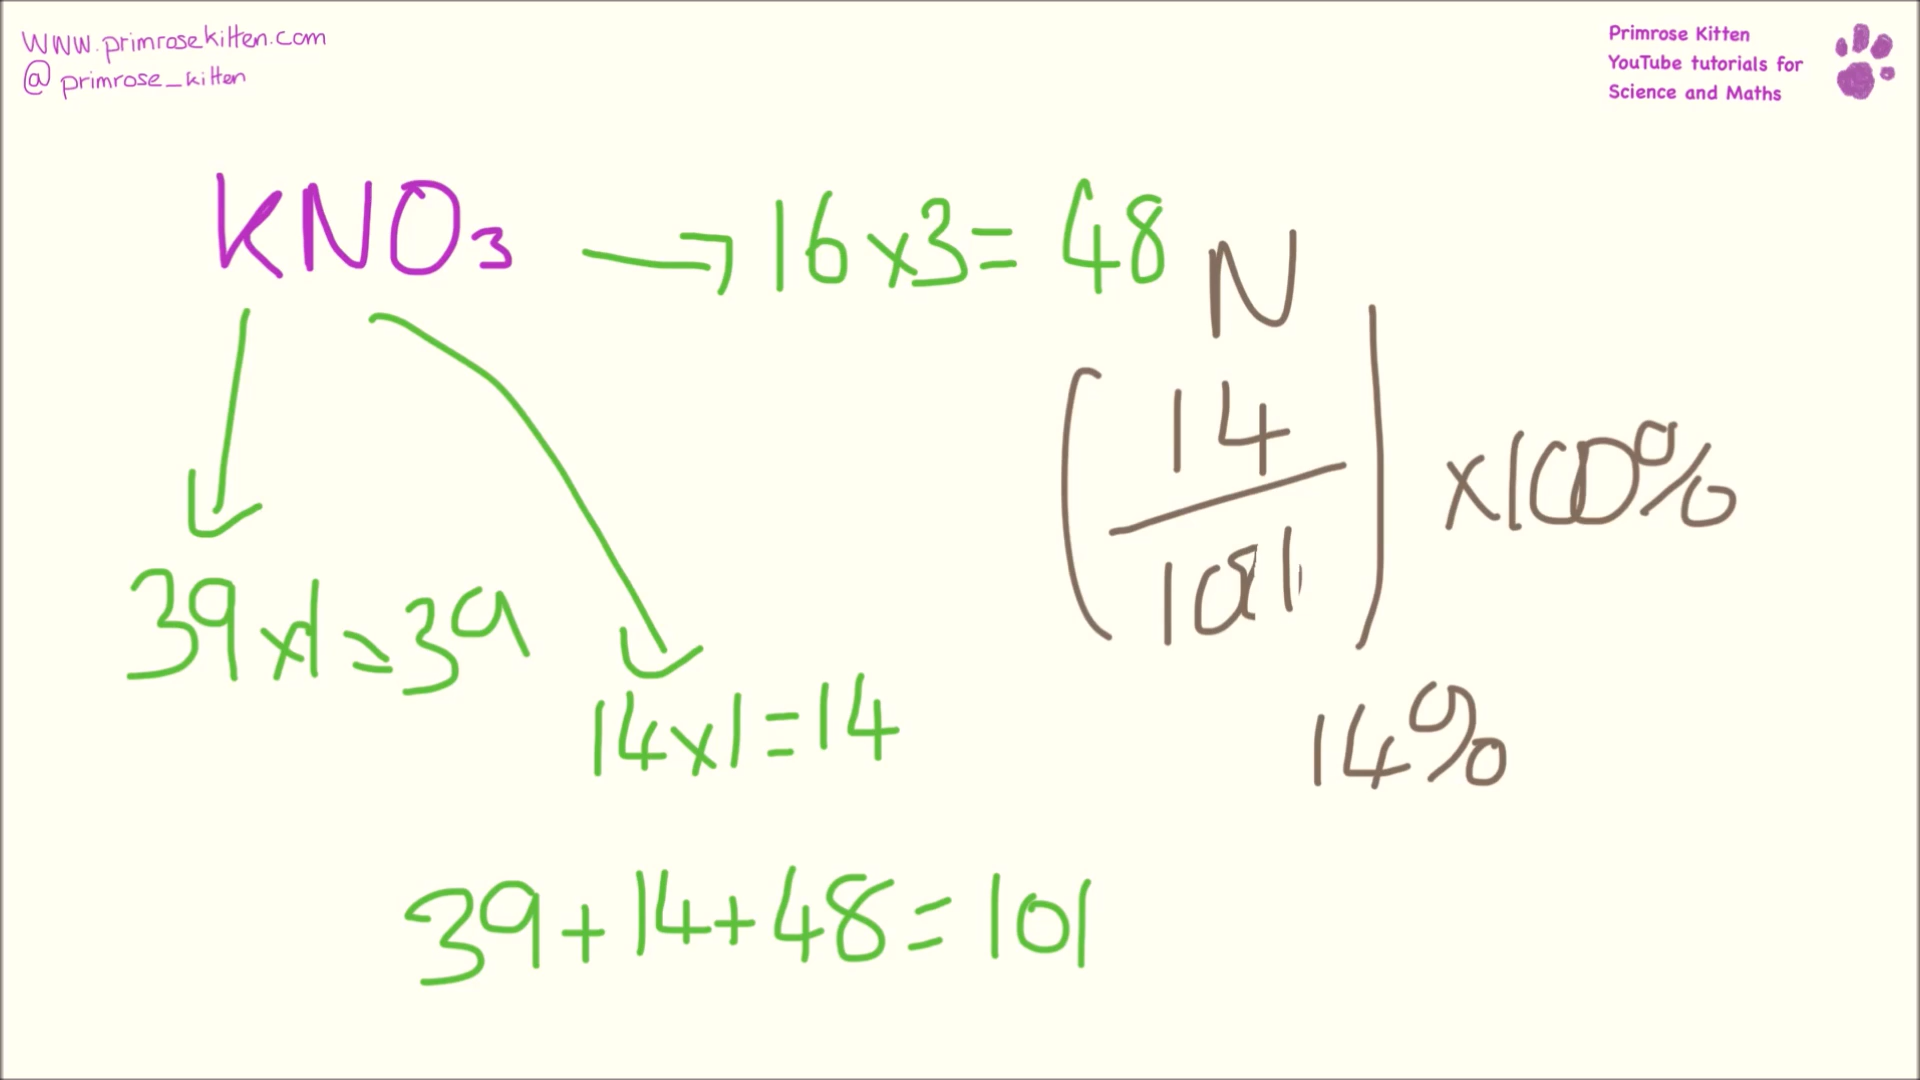 www.primrosekitten.com
@primrose_kitten
Primrose Kitten
YouTube tutorials for
Science and Maths
KNO₃ → 16x3=48
N
14
101
x100%
39x1=39
14x1=14
14%
39+14+48=101